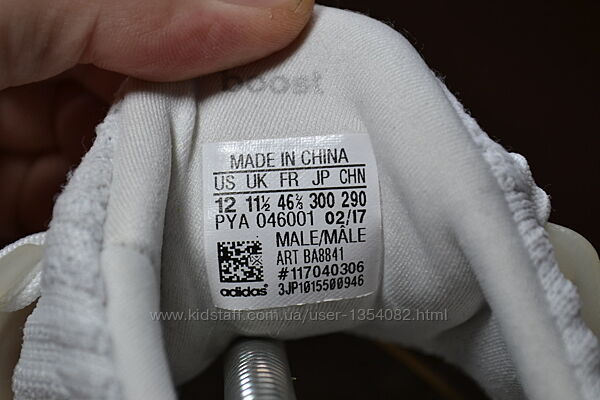 boost
MADE IN CHINA
US UK FR JP CHN
12 11½ 46⅔ 300 290
PYA 046001 02/17
MALE/MÂLE
ART BA8841
#117040306
adidas® 3JP1015500946
www.kidstaff.com.ua/user-1354082.html